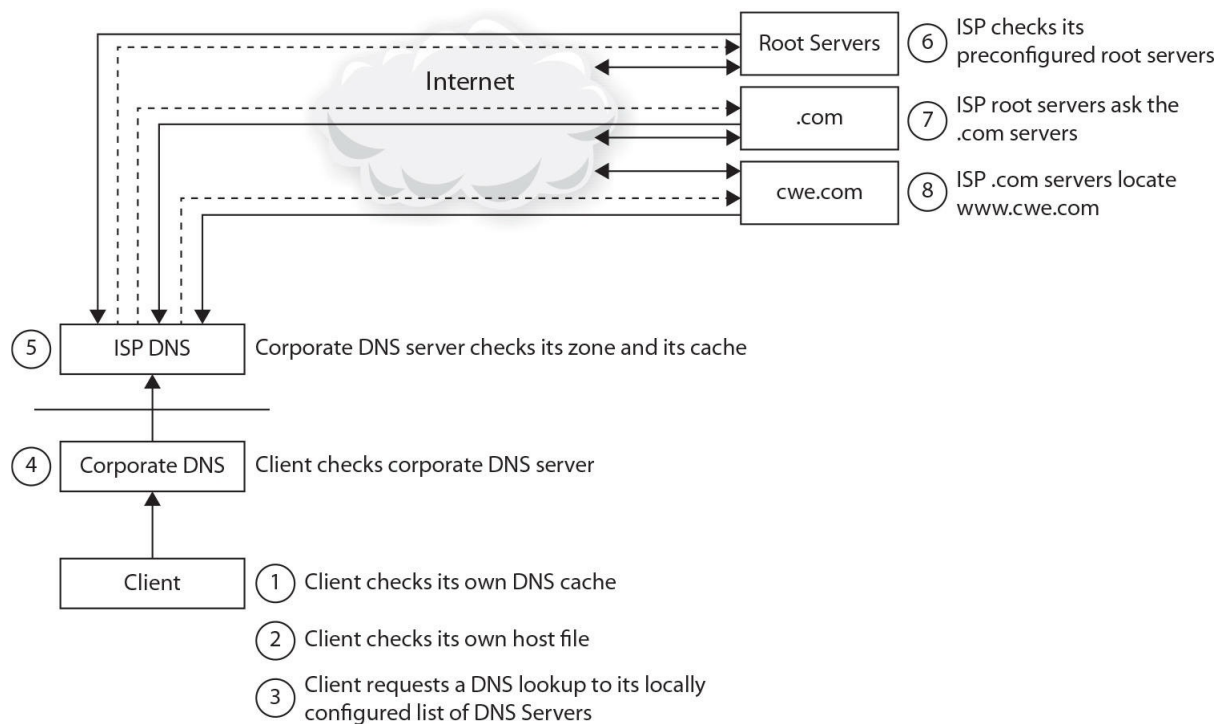 Root Servers
6
ISP checks its
preconfigured root servers
Internet
.com
7
ISP root servers ask the
.com servers
cwe.com
8
ISP .com servers locate
www.cwe.com
5
ISP DNS
Corporate DNS server checks its zone and its cache
4
Corporate DNS
Client checks corporate DNS server
Client
1
Client checks its own DNS cache
2
Client checks its own host file
3
Client requests a DNS lookup to its locally
configured list of DNS Servers